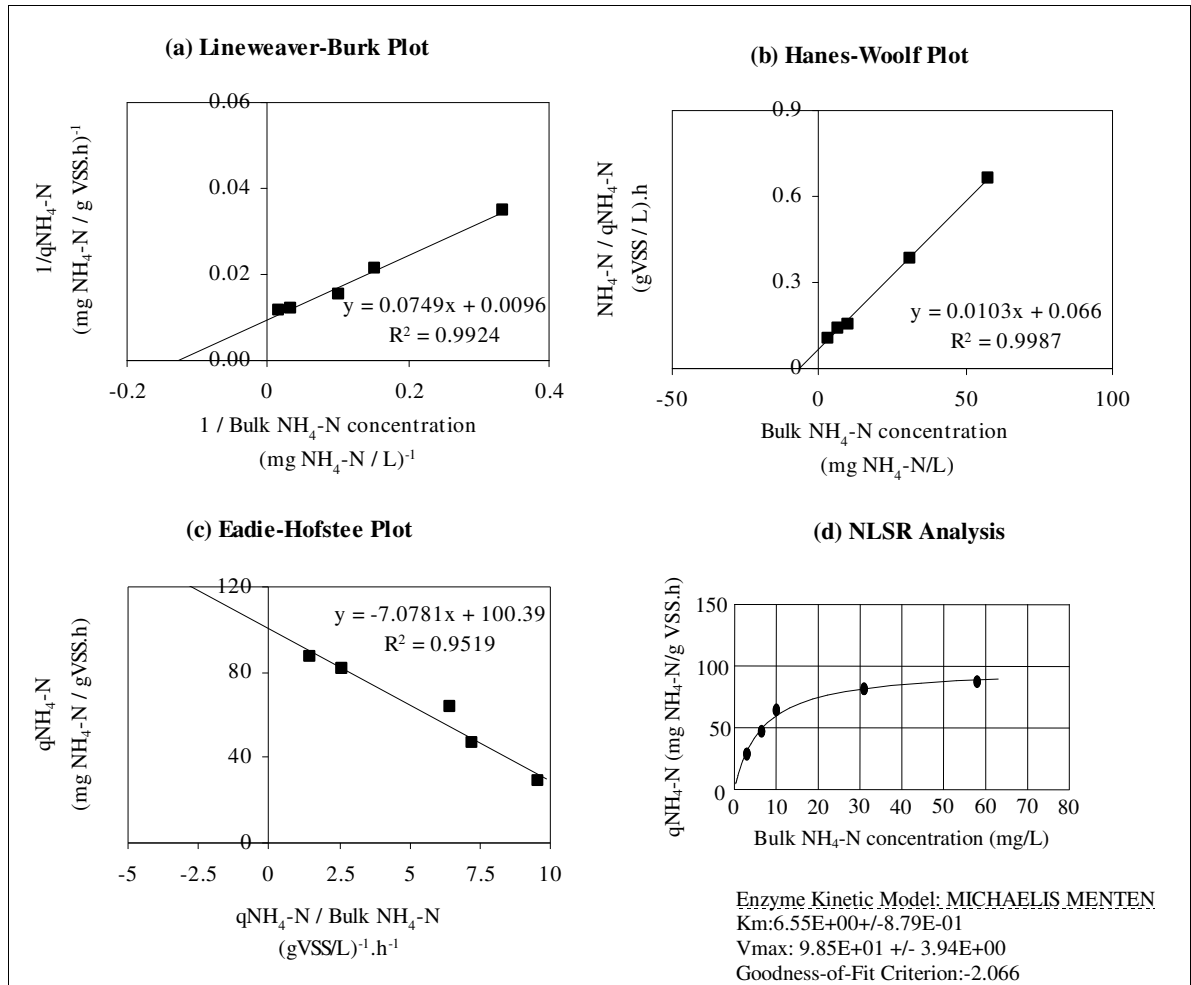 (a) Lineweaver-Burk Plot
0.06
0.04
0.02
0.00
-0.2
0
0.2
0.4
y = 0.0749x + 0.0096
R² = 0.9924
1/qNH₄-N
(mg NH₄-N / g VSS.h)⁻¹
1 / Bulk NH₄-N concentration
(mg NH₄-N / L)⁻¹
(b) Hanes-Woolf Plot
0.9
0.6
0.3
0
-50
0
50
100
y = 0.0103x + 0.066
R² = 0.9987
NH₄-N / qNH₄-N
(gVSS / L).h
Bulk NH₄-N concentration
(mg NH₄-N/L)
(c) Eadie-Hofstee Plot
120
80
40
0
-5
-2.5
0
2.5
5
7.5
10
y = -7.0781x + 100.39
R² = 0.9519
qNH₄-N
(mg NH₄-N / gVSS.h)
qNH₄-N / Bulk NH₄-N
(gVSS/L)⁻¹.h⁻¹
(d) NLSR Analysis
150
100
50
0
0 10 20 30 40 50 60 70 80
qNH₄-N (mg NH₄-N/g VSS.h)
Bulk NH₄-N concentration (mg/L)
Enzyme Kinetic Model: MICHAELIS MENTEN
Km:6.55E+00+/-8.79E-01
Vmax: 9.85E+01 +/- 3.94E+00
Goodness-of-Fit Criterion:-2.066